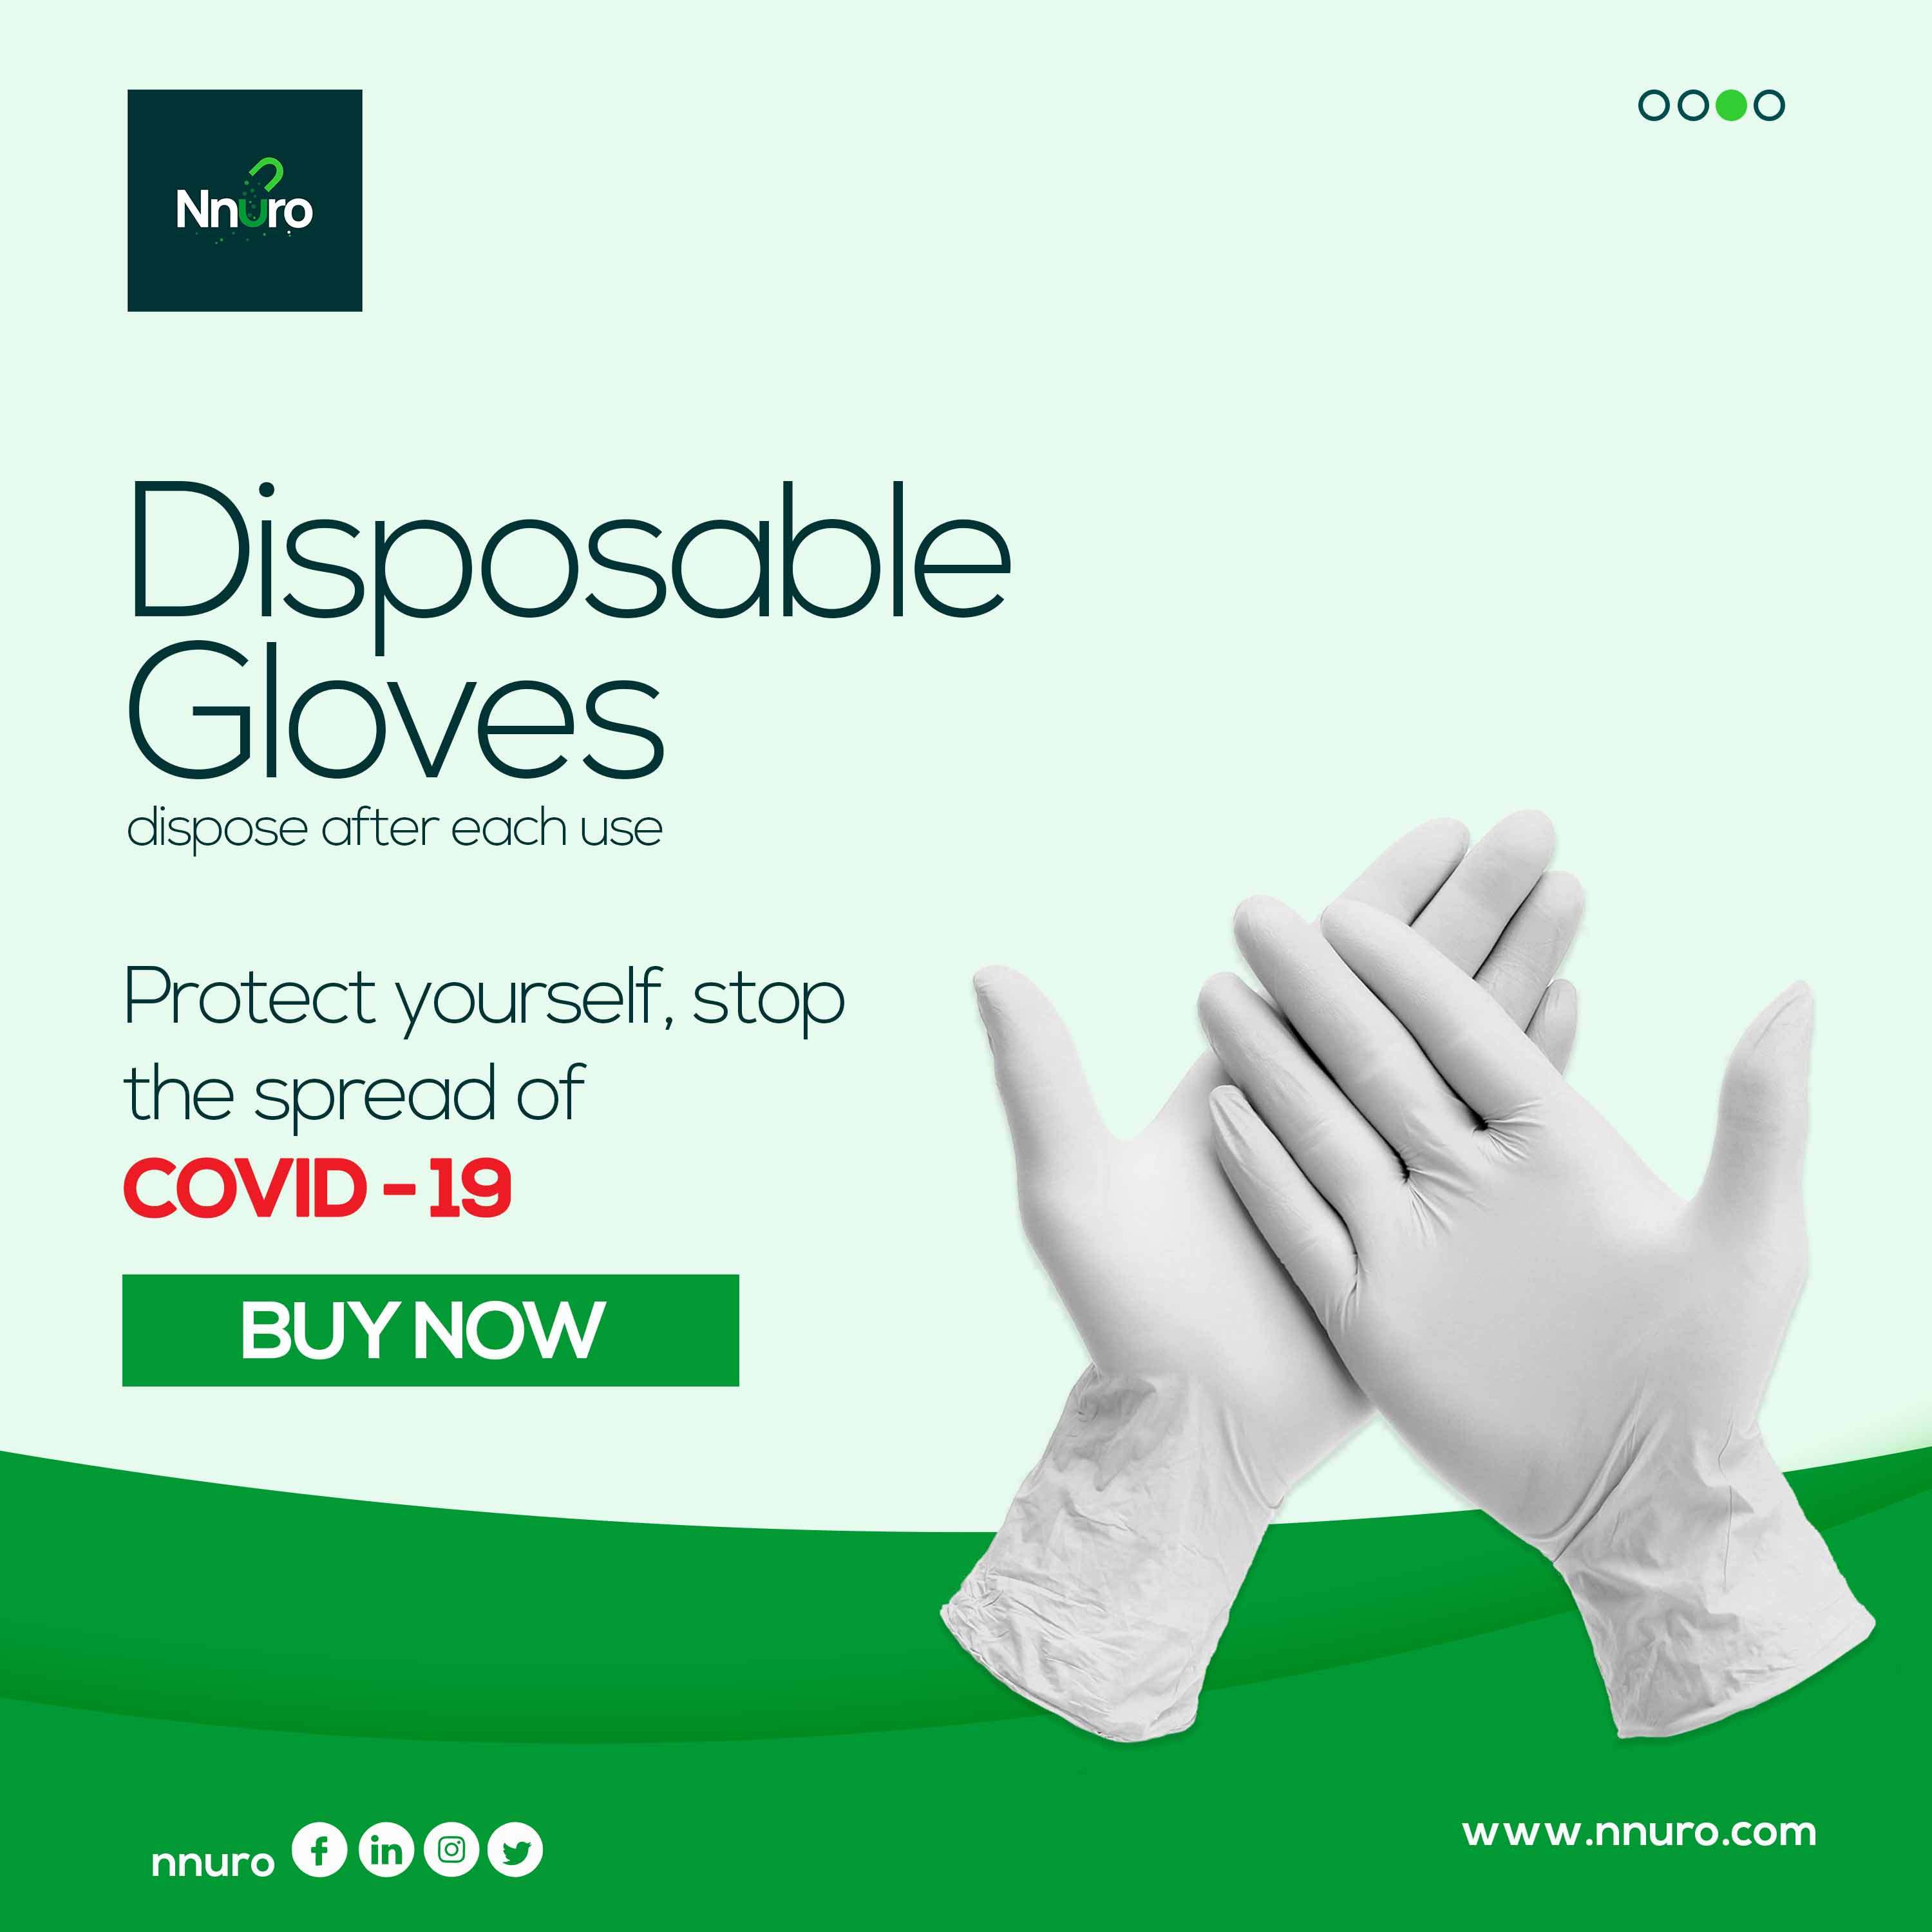 Nnuro
Disposable
Gloves
dispose after each use
Protect yourself, stop
the spread of
COVID - 19
BUY NOW
nnuro
www.nnuro.com